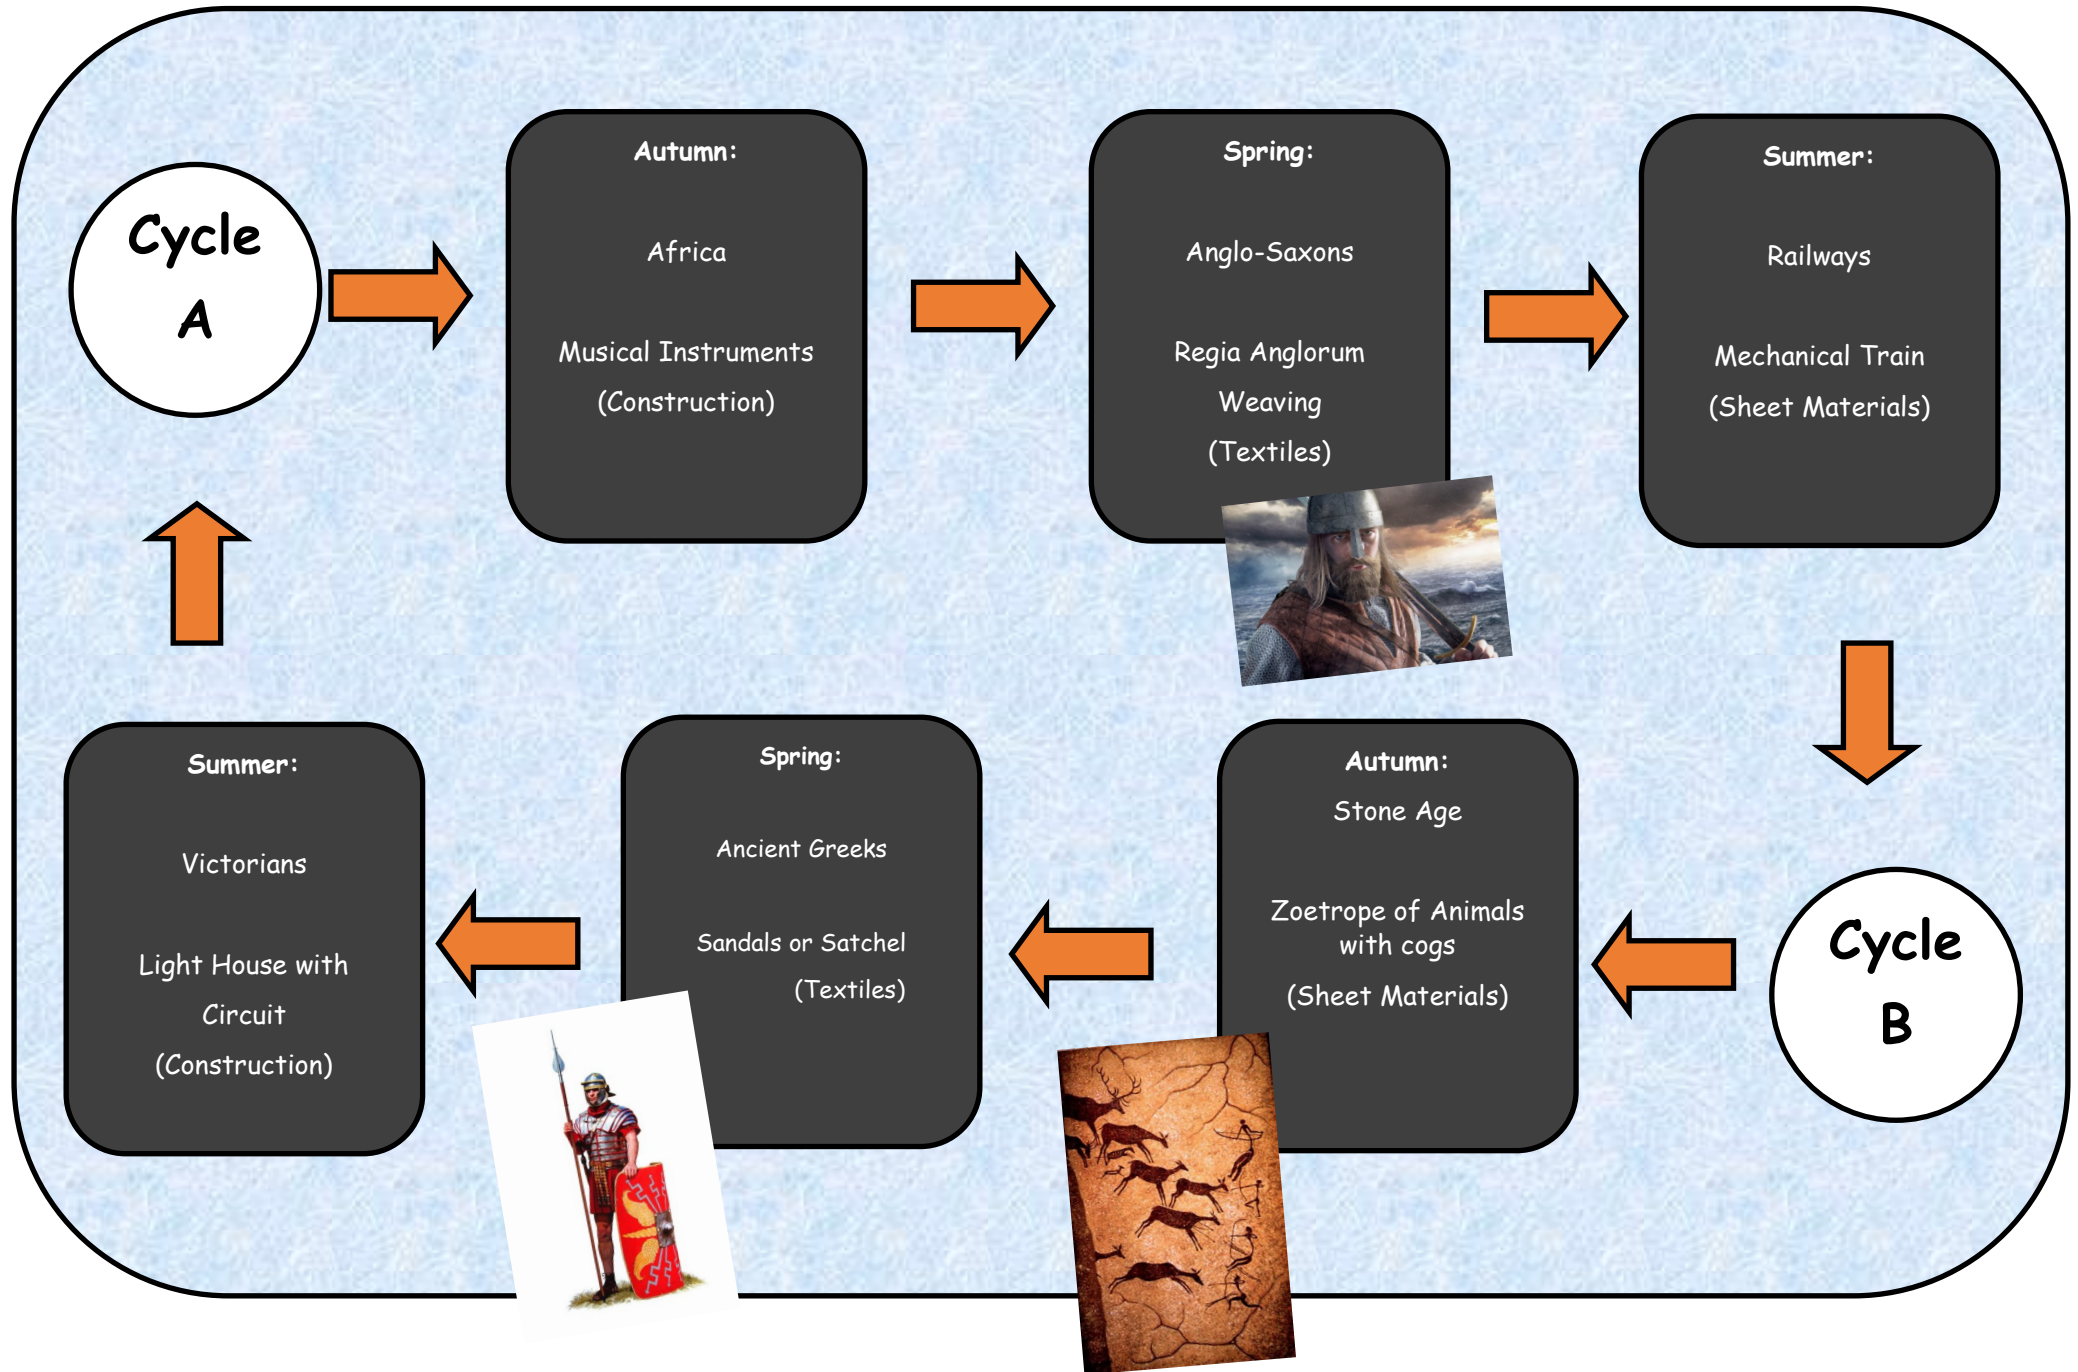 Cycle
A
Autumn:
Africa
Musical Instruments
(Construction)
Spring:
Anglo-Saxons
Regia Anglorum
Weaving
(Textiles)
Summer:
Railways
Mechanical Train
(Sheet Materials)
Cycle
B
Autumn:
Stone Age
Zoetrope of Animals
with cogs
(Sheet Materials)
Spring:
Ancient Greeks
Sandals or Satchel
(Textiles)
Summer:
Victorians
Light House with
Circuit
(Construction)